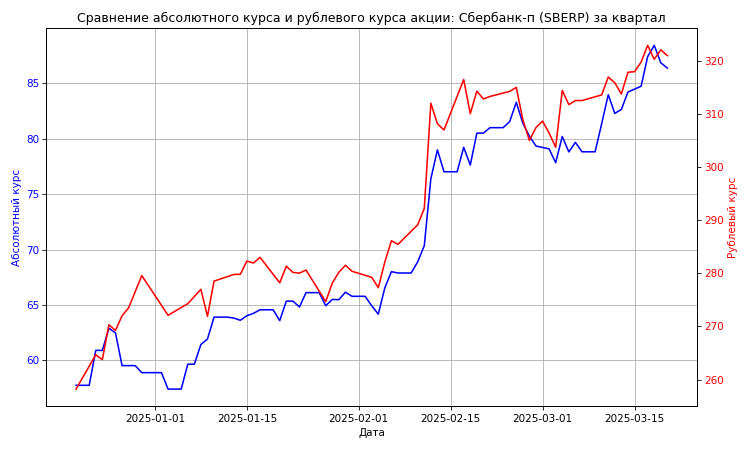 Сравнение абсолютного курса и рублевого курса акции: Сбербанк-п (SBERP) за квартал
85
80
75
70
65
60
Абсолютный курс
320
310
300
290
280
270
260
Рублевый курс
2025-01-01 2025-01-15 2025-02-01 2025-02-15 2025-03-01 2025-03-15
Дата